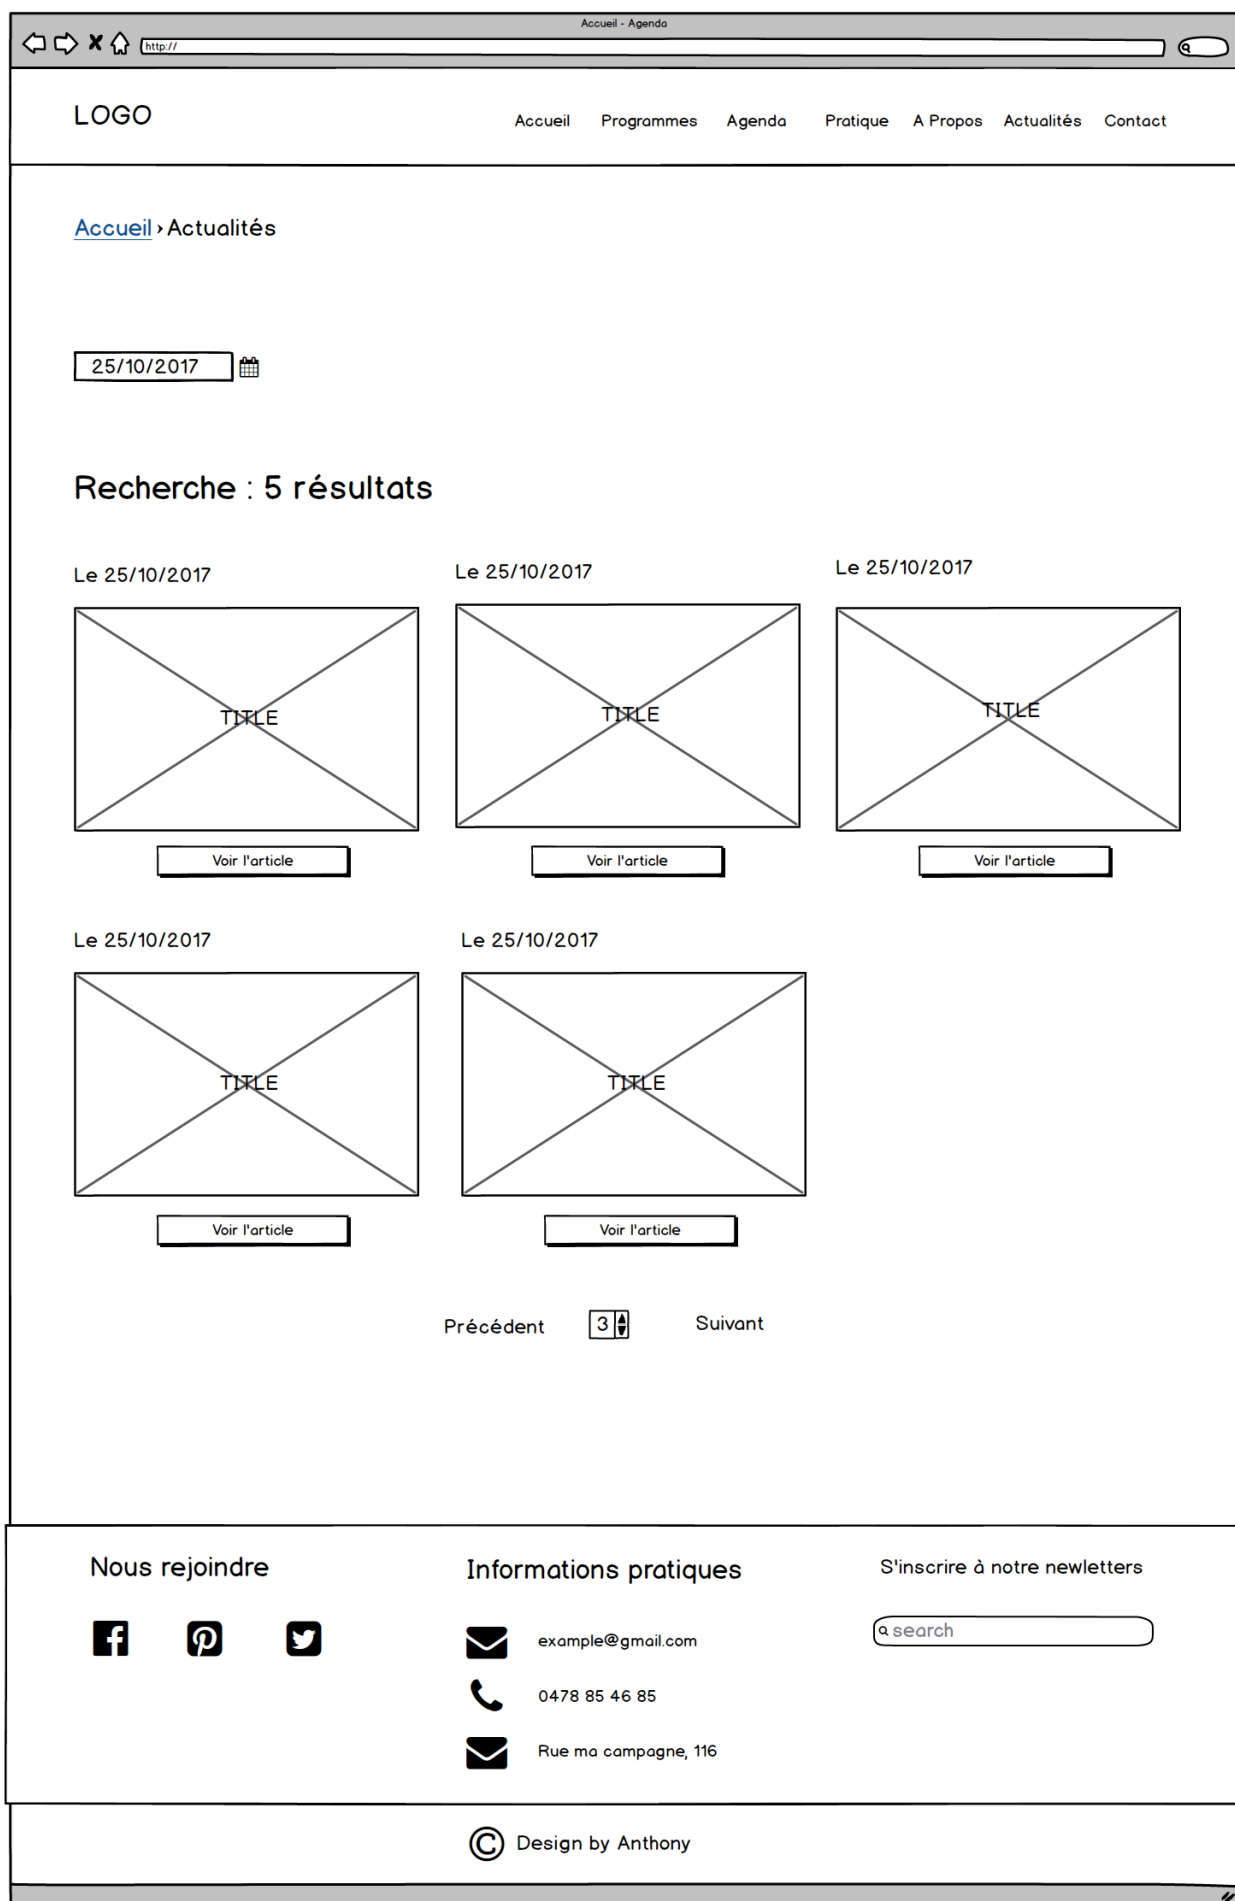 Accueil - Agenda
http://
LOGO
Accueil Programmes Agenda Pratique A Propos Actualités Contact
Accueil › Actualités
25/10/2017
Recherche : 5 résultats
Le 25/10/2017 Le 25/10/2017 Le 25/10/2017
TITLE TITLE TITLE
Voir l'article Voir l'article Voir l'article
Le 25/10/2017 Le 25/10/2017
TITLE TITLE
Voir l'article Voir l'article
Précédent 3 Suivant
Nous rejoindre Informations pratiques S'inscrire à notre newletters
example@gmail.com search
0478 85 46 85
Rue ma campagne, 116
© Design by Anthony